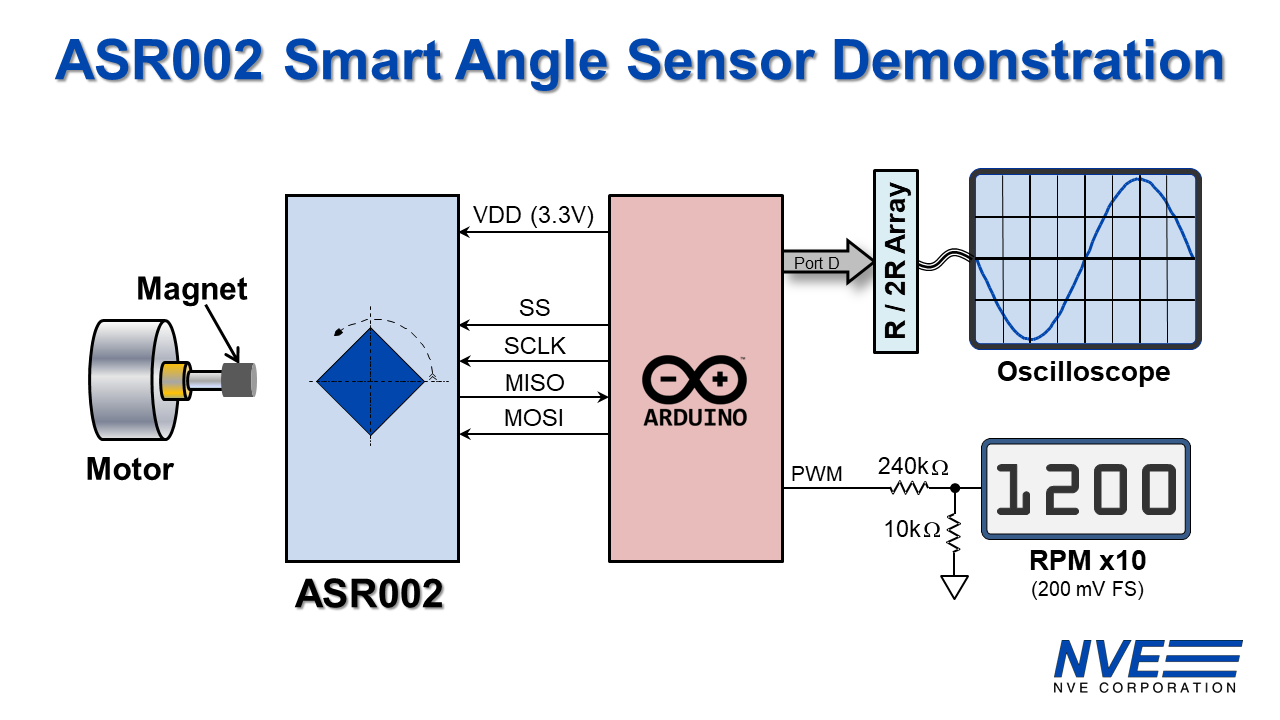 ASR002 Smart Angle Sensor Demonstration
Magnet
Motor
ASR002
VDD (3.3V)
SS
SCLK
MISO
MOSI
ARDUINO
™
Port D
R / 2R Array
Oscilloscope
PWM
240kΩ
10kΩ
1200
RPM x10
(200 mV FS)
NVE
NVE CORPORATION